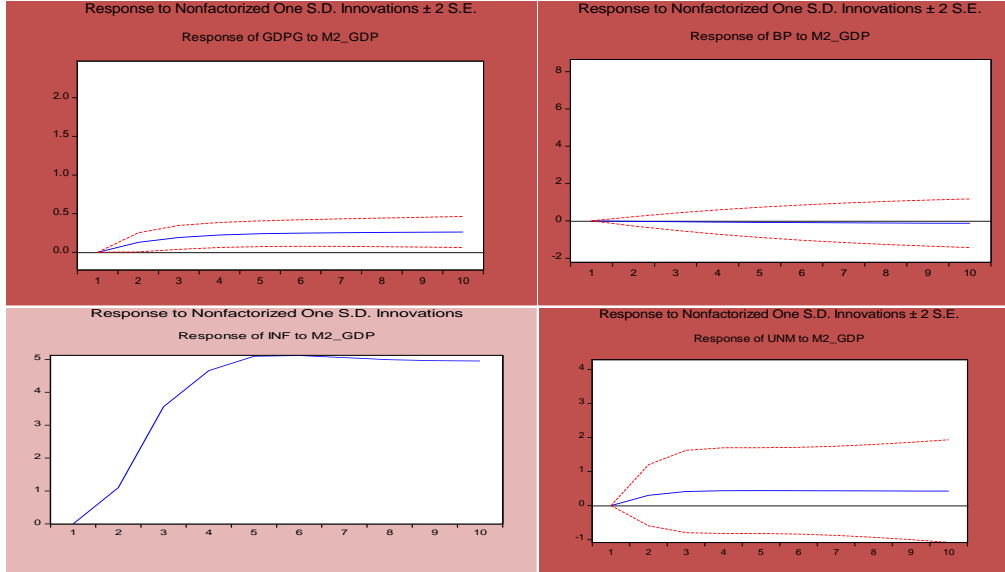 Response to Nonfactorized One S.D. Innovations ± 2 S.E.
Response of GDPG to M2_GDP
2.0
1.5
1.0
0.5
0.0
1 2 3 4 5 6 7 8 9 10
Response to Nonfactorized One S.D. Innovations ± 2 S.E.
Response of BP to M2_GDP
8
6
4
2
0
-2
1 2 3 4 5 6 7 8 9 10
Response to Nonfactorized One S.D. Innovations
Response of INF to M2_GDP
5
4
3
2
1
0
1 2 3 4 5 6 7 8 9 10
Response to Nonfactorized One S.D. Innovations ± 2 S.E.
Response of UNM to M2_GDP
4
3
2
1
0
-1
1 2 3 4 5 6 7 8 9 10